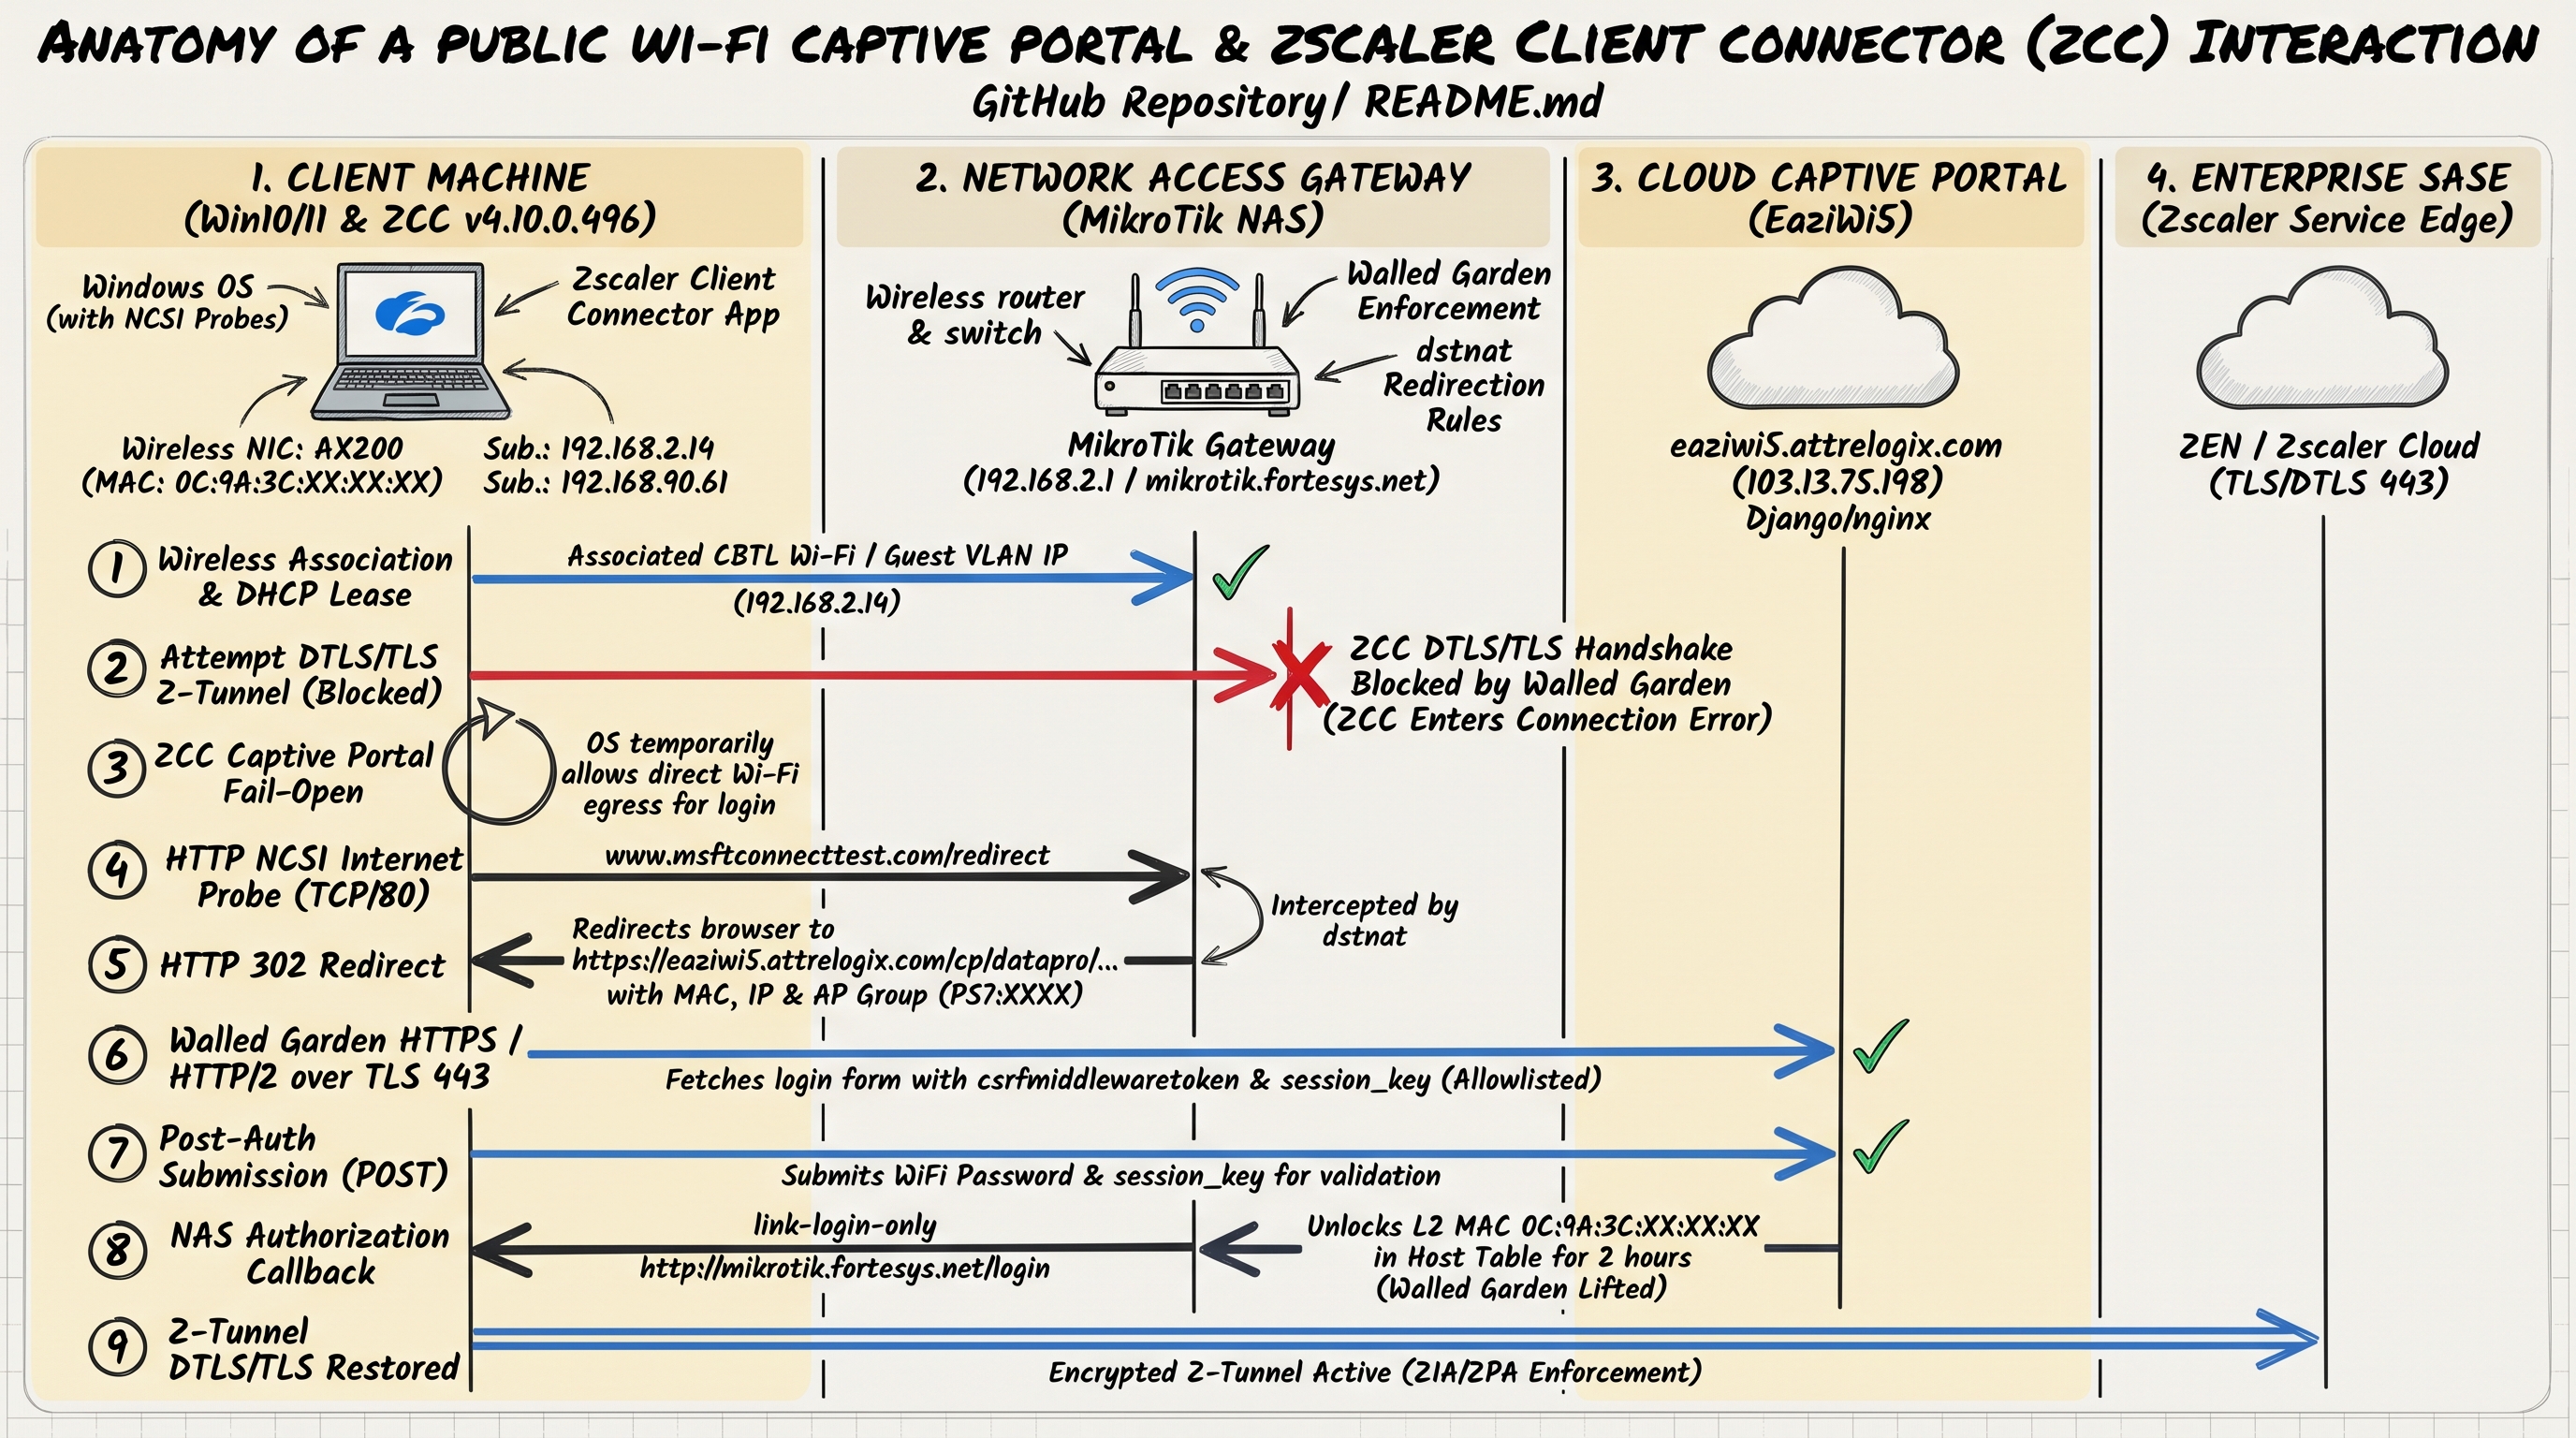 ANATOMY OF A PUBLIC WI-FI CAPTIVE PORTAL & ZSCALER CLIENT CONNECTOR (ZCC) INTERACTION
GitHub Repository/ README.md
1. CLIENT MACHINE
(Win10/11 & ZCC v4.10.0.496)
2. NETWORK ACCESS GATEWAY
(MikroTik NAS)
3. CLOUD CAPTIVE PORTAL
(EaziWi5)
4. ENTERPRISE SASE
(Zscaler Service Edge)
Windows OS
(with NCSI Probes)
Zscaler Client
Connector App
Wireless NIC: AX200
(MAC: 0C:9A:3C:XX:XX:XX)
Sub.: 192.168.2.14
Sub.: 192.168.90.61
Wireless router
& switch
Walled Garden
Enforcement
dstnat
Redirection
Rules
MikroTik Gateway
(192.168.2.1 / mikrotik.fortesys.net)
eaziwi5.attrelogix.com
(103.13.75.198)
Django/nginx
ZEN / Zscaler Cloud
(TLS/DTLS 443)
1 Wireless Association
& DHCP Lease
Associated CBTL Wi-Fi / Guest VLAN IP
(192.168.2.14)
2 Attempt DTLS/TLS
Z-Tunnel (Blocked)
ZCC DTLS/TLS Handshake
Blocked by Walled Garden
(ZCC Enters Connection Error)
3 ZCC Captive Portal
Fail-Open
OS temporarily
allows direct Wi-Fi
egress for login
4 HTTP NCSI Internet
Probe (TCP/80)
www.msftconnecttest.com/redirect
Intercepted by
dstnat
5 HTTP 302 Redirect
Redirects browser to
https://eaziwi5.attrelogix.com/cp/datapro/...
with MAC, IP & AP Group (PS7:XXXX)
6 Walled Garden HTTPS /
HTTP/2 over TLS 443
Fetches login form with csrfmiddlewaretoken & session_key (Allowlisted)
7 Post-Auth
Submission (POST)
Submits WiFi Password & session_key for validation
8 NAS Authorization
Callback
link-login-only
http://mikrotik.fortesys.net/login
Unlocks L2 MAC 0C:9A:3C:XX:XX:XX
in Host Table for 2 hours
(Walled Garden Lifted)
9 Z-Tunnel
DTLS/TLS Restored
Encrypted Z-Tunnel Active (ZIA/ZPA Enforcement)